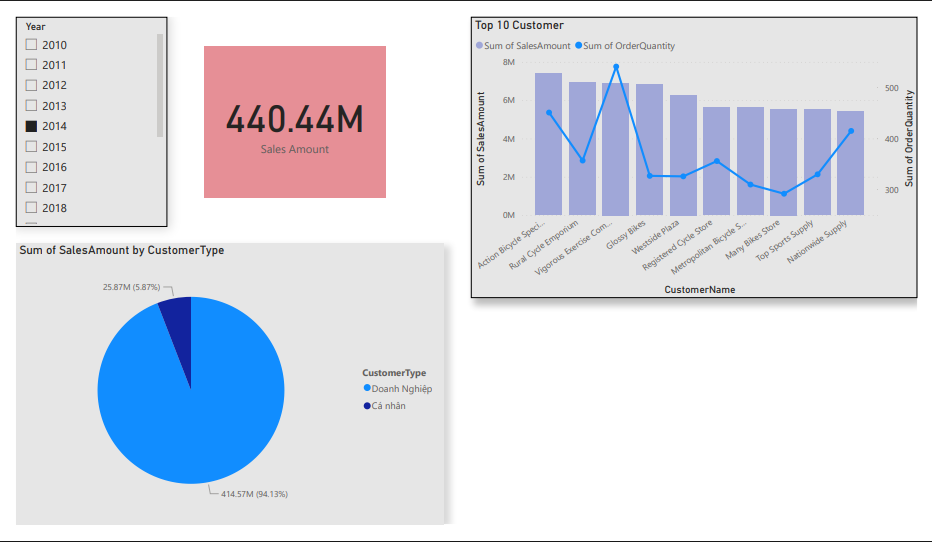 Year
2010
2011
2012
2013
2014
2015
2016
2017
2018
440.44M
Sales Amount
Top 10 Customer
Sum of SalesAmount Sum of OrderQuantity
Sum of SalesAmount
8M
6M
4M
2M
0M
500
400
300
Sum of OrderQuantity
Action Bicycle Speci...
Rural Cycle Emporium
Vigorous Exercise Com...
Glossy Bikes
Westside Plaza
Registered Cycle Store
Metropolitan Bicycle S...
Many Bikes Store
Top Sports Supply
Nationwide Supply
CustomerName
Sum of SalesAmount by CustomerType
25.87M (5.87%)
414.57M (94.13%)
CustomerType
Doanh Nghiệp
Cá nhân